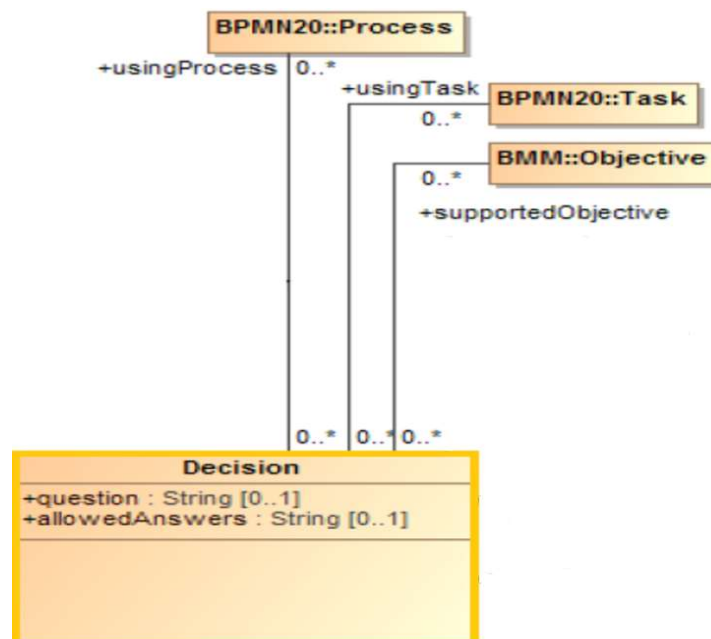 BPMN20::Process
+usingProcess 0..*
+usingTask
BPMN20::Task
0..*
BMM::Objective
0..*
+supportedObjective
0..* 0..* 0..*
Decision
+question : String [0..1]
+allowedAnswers : String [0..1]